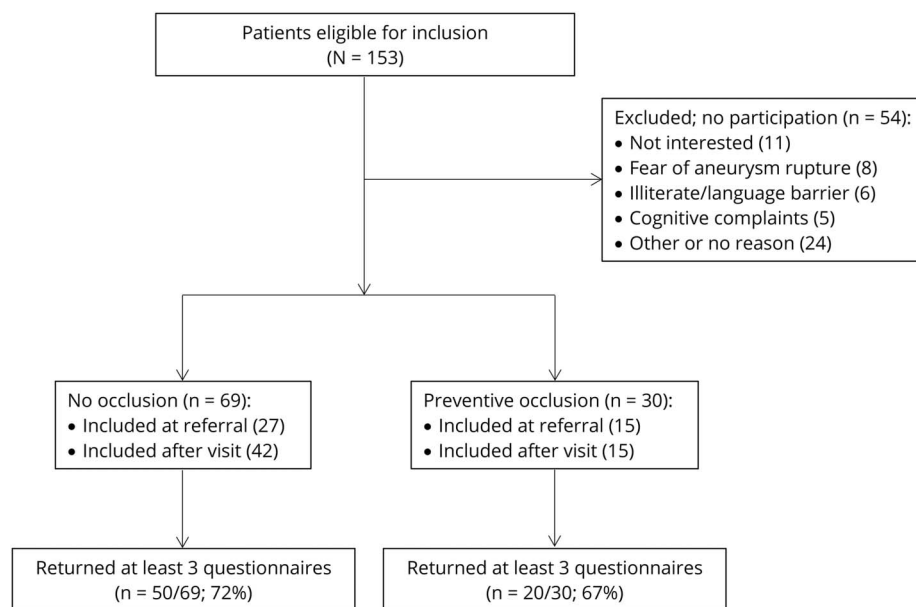 Patients eligible for inclusion
(N = 153)
Excluded; no participation (n = 54):
• Not interested (11)
• Fear of aneurysm rupture (8)
• Illiterate/language barrier (6)
• Cognitive complaints (5)
• Other or no reason (24)
No occlusion (n = 69):
• Included at referral (27)
• Included after visit (42)
Preventive occlusion (n = 30):
• Included at referral (15)
• Included after visit (15)
Returned at least 3 questionnaires
(n = 50/69; 72%)
Returned at least 3 questionnaires
(n = 20/30; 67%)